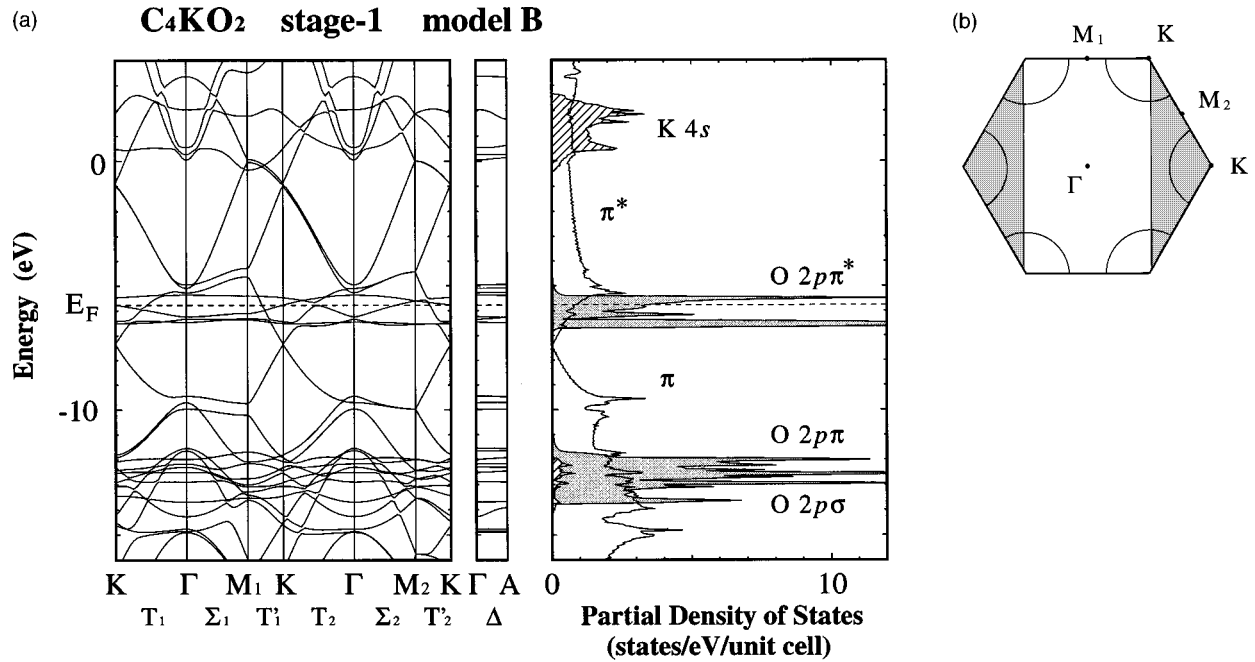 (a) C₄KO₂ stage-1 model B
Energy (eV)
0
E_F
-10
K Γ M₁ K Γ M₂ K Γ A
T₁ Σ₁ T'₁ T₂ Σ₂ T'₂ Δ
K 4s
π*
O 2pπ*
π
O 2pπ
O 2pσ
0 10
Partial Density of States
(states/eV/unit cell)
(b)
M₁ K
M₂
Γ K